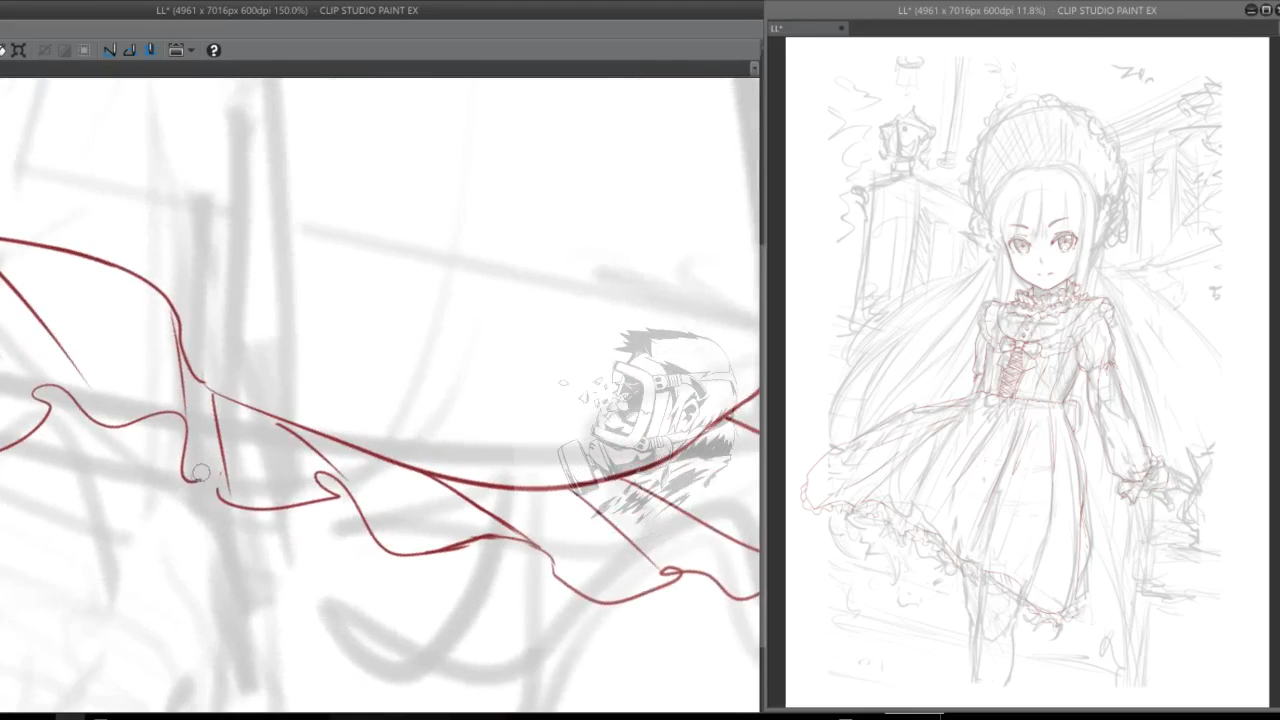 LL* (4961 x 7016px 600dpi 150.0%) - CLIP STUDIO PAINT EX
LL* (4961 x 7016px 600dpi 11.8%) - CLIP STUDIO PAINT EX
LL*